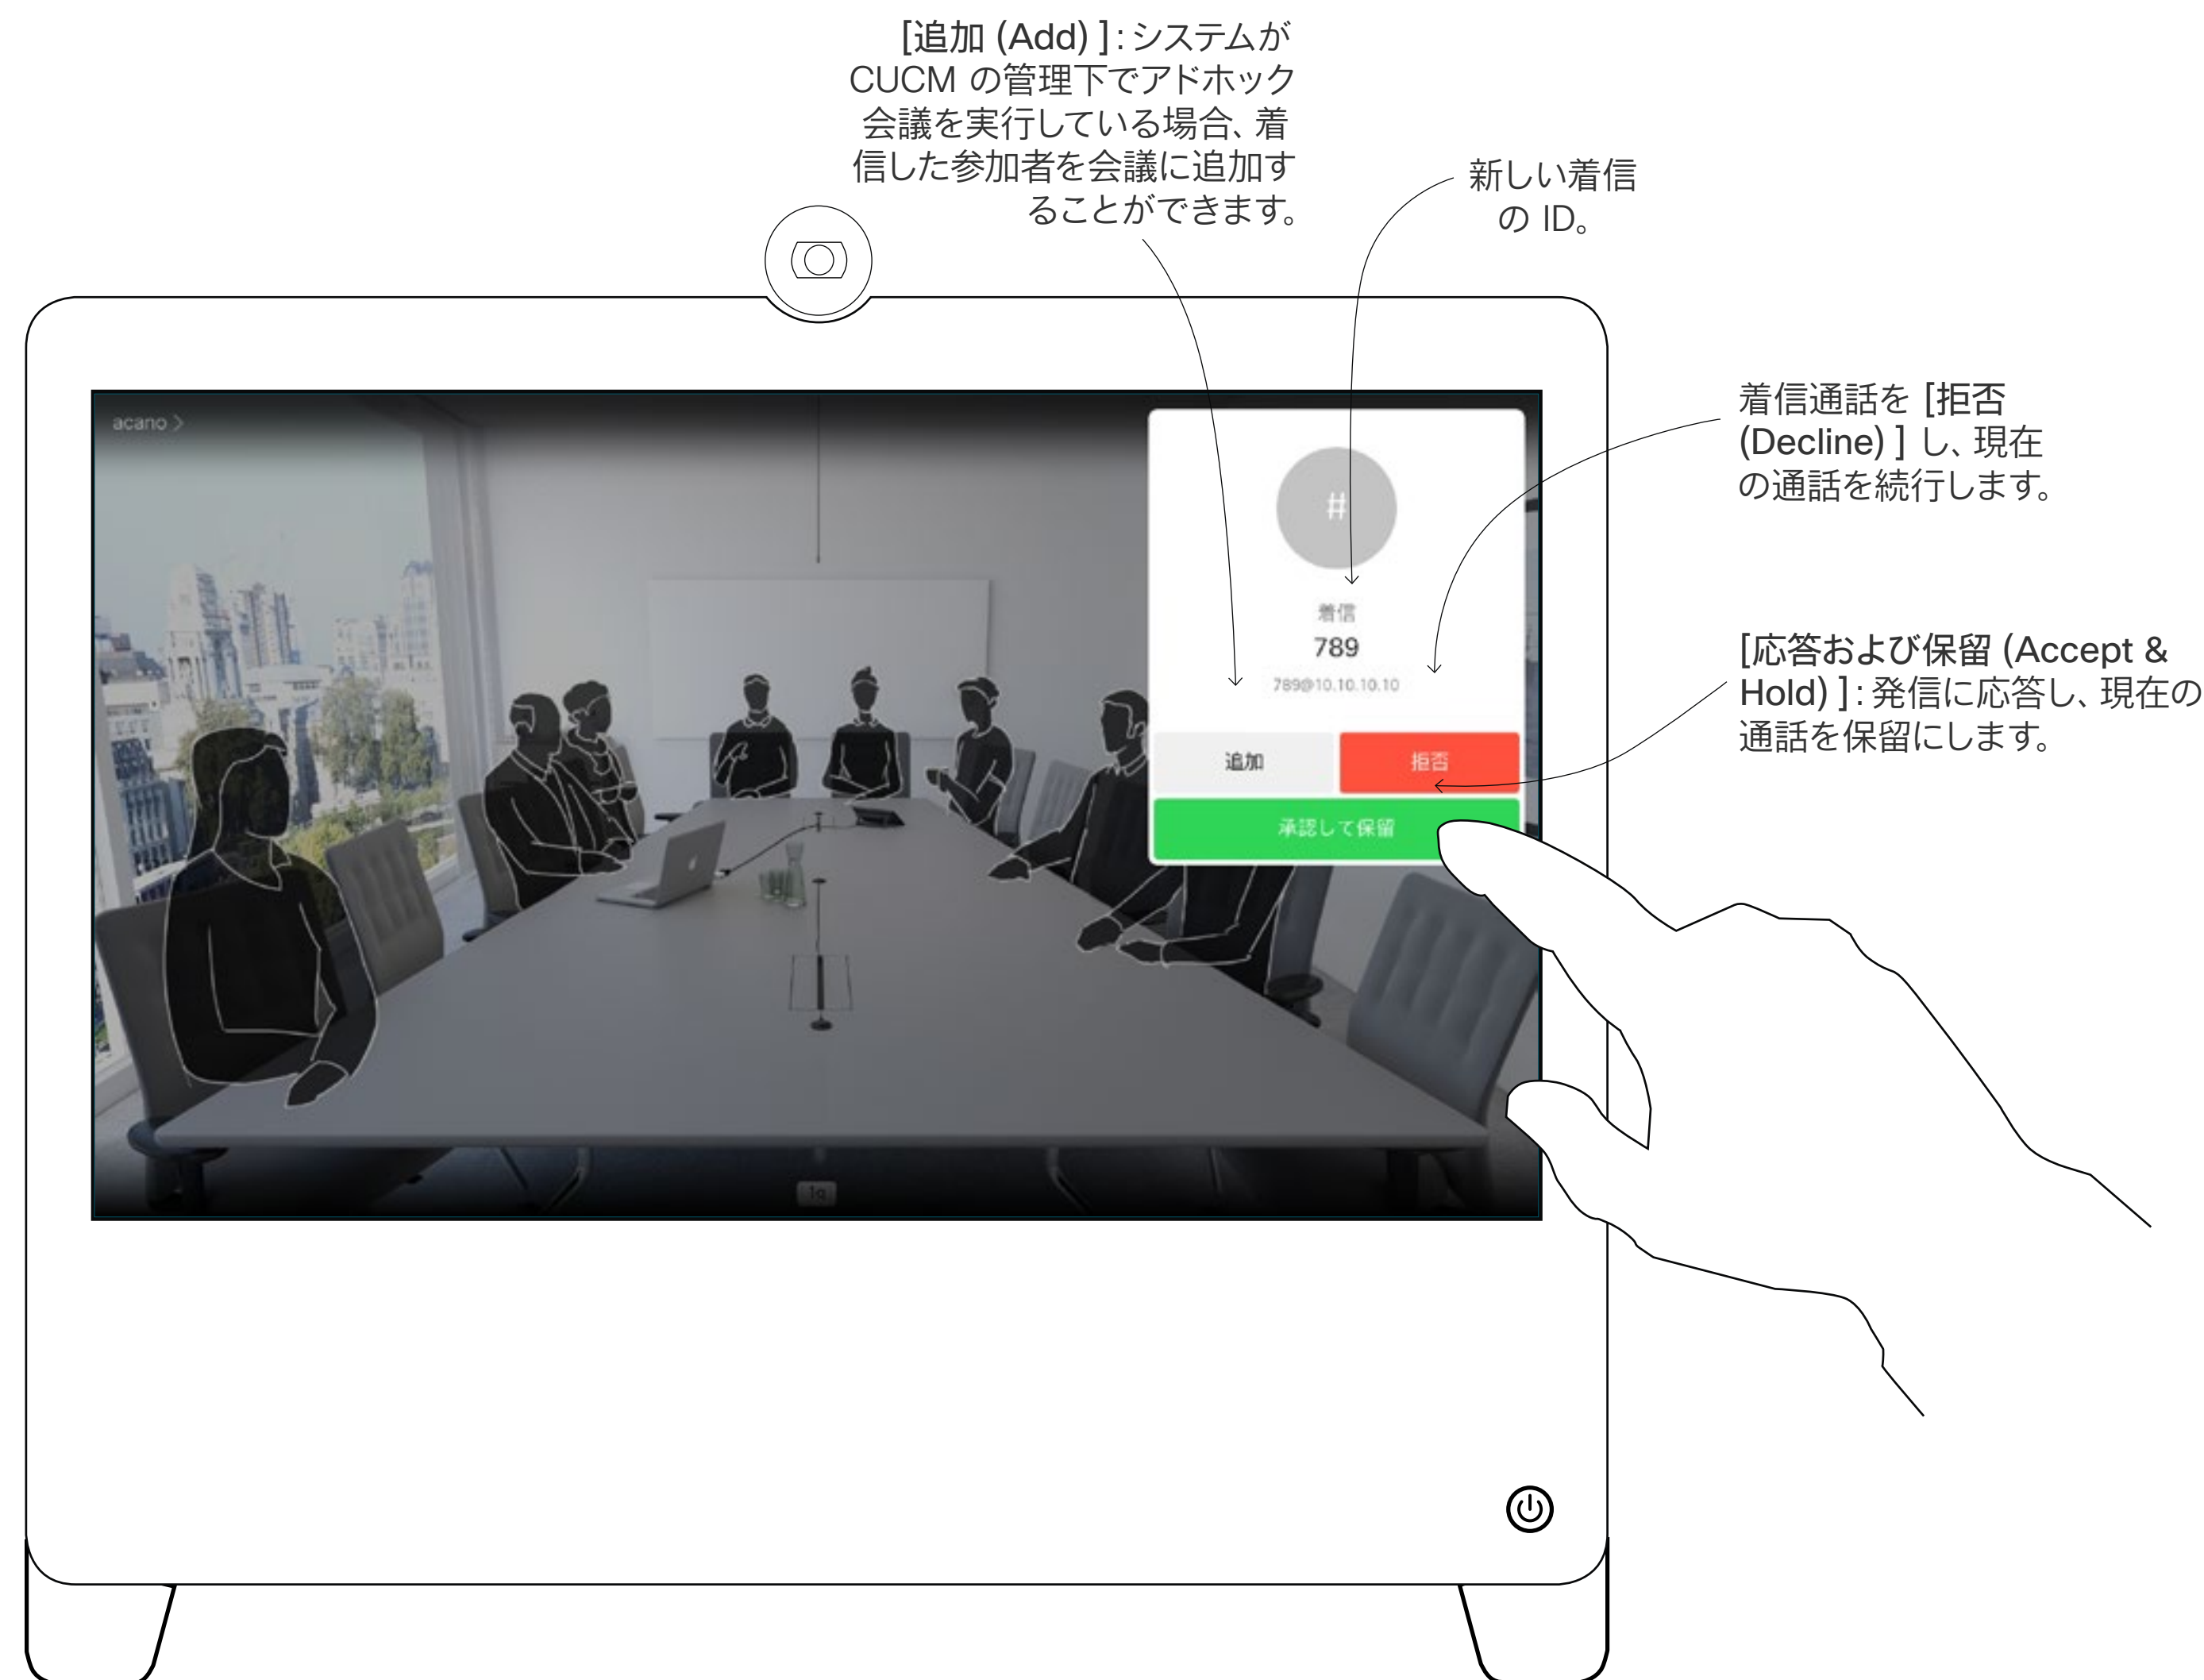 [追加 (Add) ]：システムが
CUCM の管理下でアドホック
会議を実行している場合、着
信した参加者を会議に追加す
ることができます。
新しい着信
の ID。
着信通話を [拒否
(Decline) ] し、現在
の通話を続行します。
[応答および保留 (Accept &
Hold) ]：発信に応答し、現在の
通話を保留にします。
acano >
#
着信
789
789@10.10.10.10
追加
拒否
承認して保留